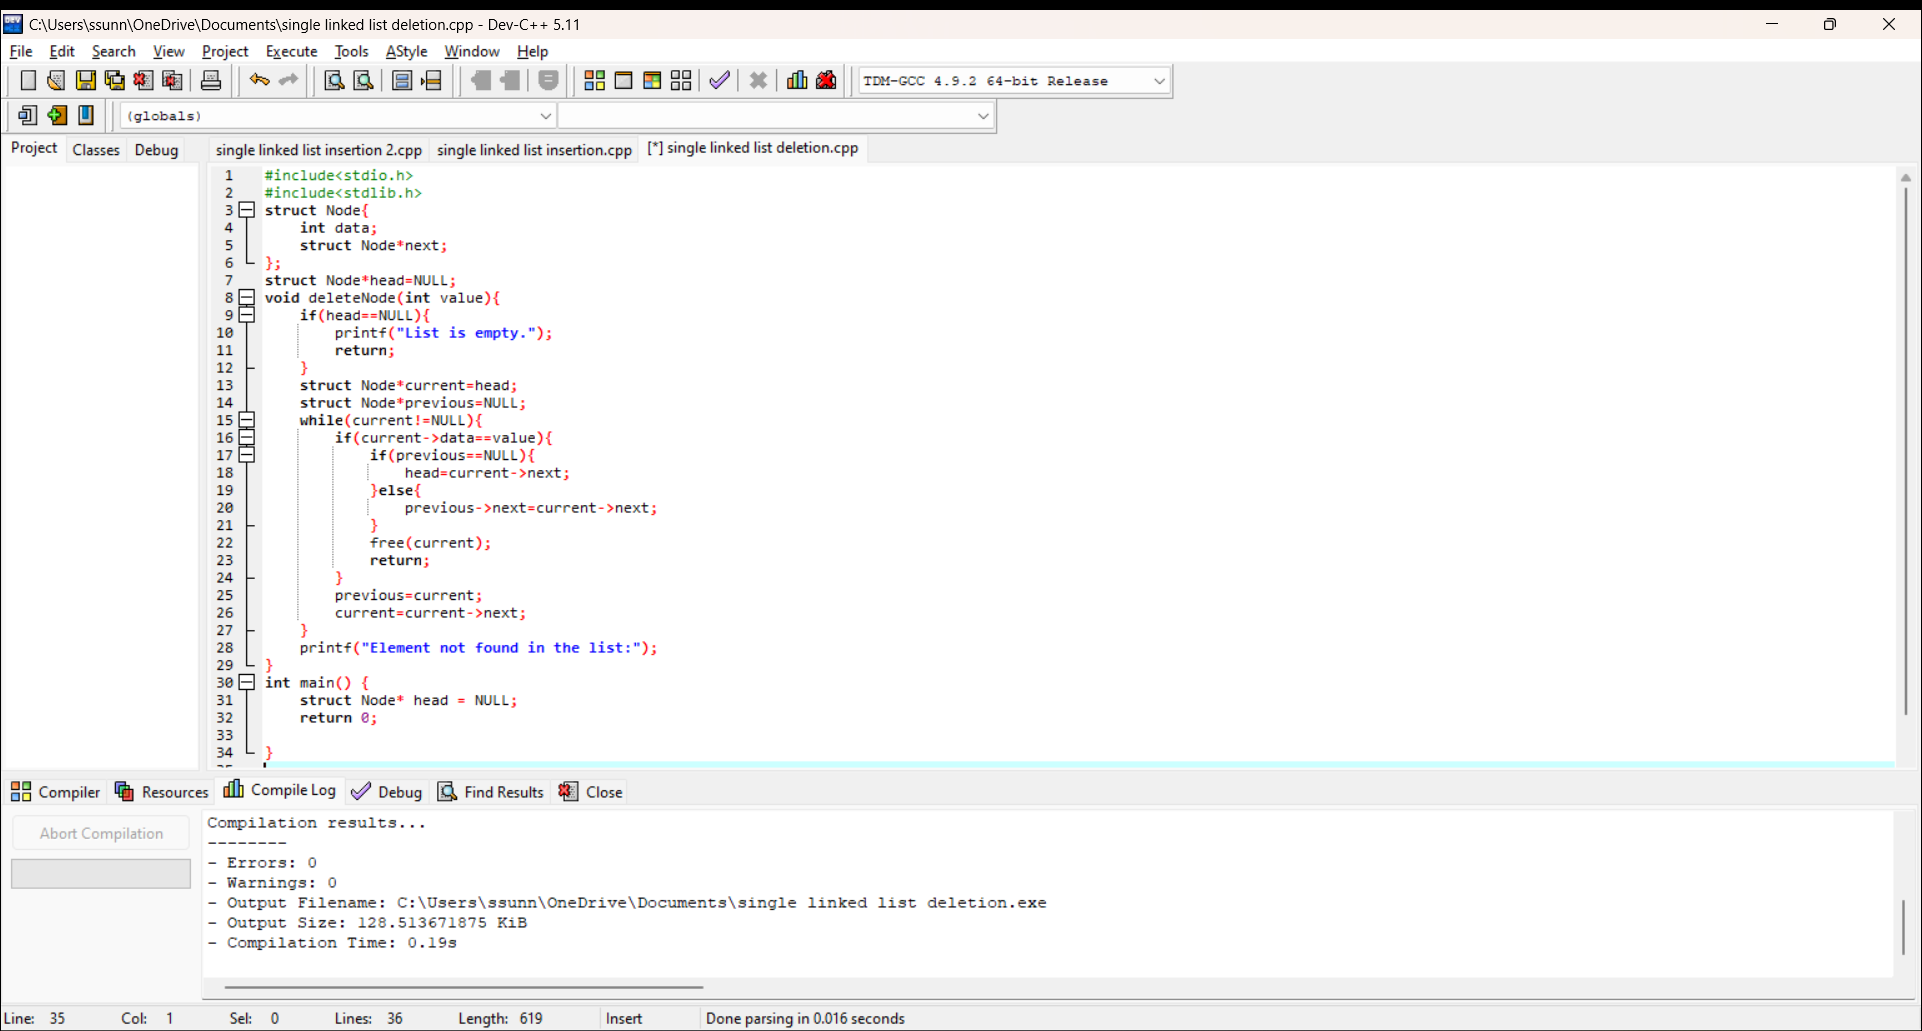 C:\Users\ssunn\OneDrive\Documents\single linked list deletion.cpp - Dev-C++ 5.11
File Edit Search View Project Execute Tools AStyle Window Help
TDM-GCC 4.9.2 64-bit Release
(globals)
Project Classes Debug
single linked list insertion 2.cpp single linked list insertion.cpp [*] single linked list deletion.cpp
1 #include<stdio.h>
2 #include<stdlib.h>
3 struct Node{
4 int data;
5 struct Node*next;
6 };
7 struct Node*head=NULL;
8 void deleteNode(int value){
9 if(head==NULL){
10 printf("List is empty.");
11 return;
12 }
13 struct Node*current=head;
14 struct Node*previous=NULL;
15 while(current!=NULL){
16 if(current->data==value){
17 if(previous==NULL){
18 head=current->next;
19 }else{
20 previous->next=current->next;
21 }
22 free(current);
23 return;
24 }
25 previous=current;
26 current=current->next;
27 }
28 printf("Element not found in the list:");
29 }
30 int main() {
31 struct Node* head = NULL;
32 return 0;
33
34 }
Compiler Resources Compile Log Debug Find Results Close
Abort Compilation
Compilation results...
--------
- Errors: 0
- Warnings: 0
- Output Filename: C:\Users\ssunn\OneDrive\Documents\single linked list deletion.exe
- Output Size: 128.513671875 KiB
- Compilation Time: 0.19s
Line: 35 Col: 1 Sel: 0 Lines: 36 Length: 619 Insert Done parsing in 0.016 seconds